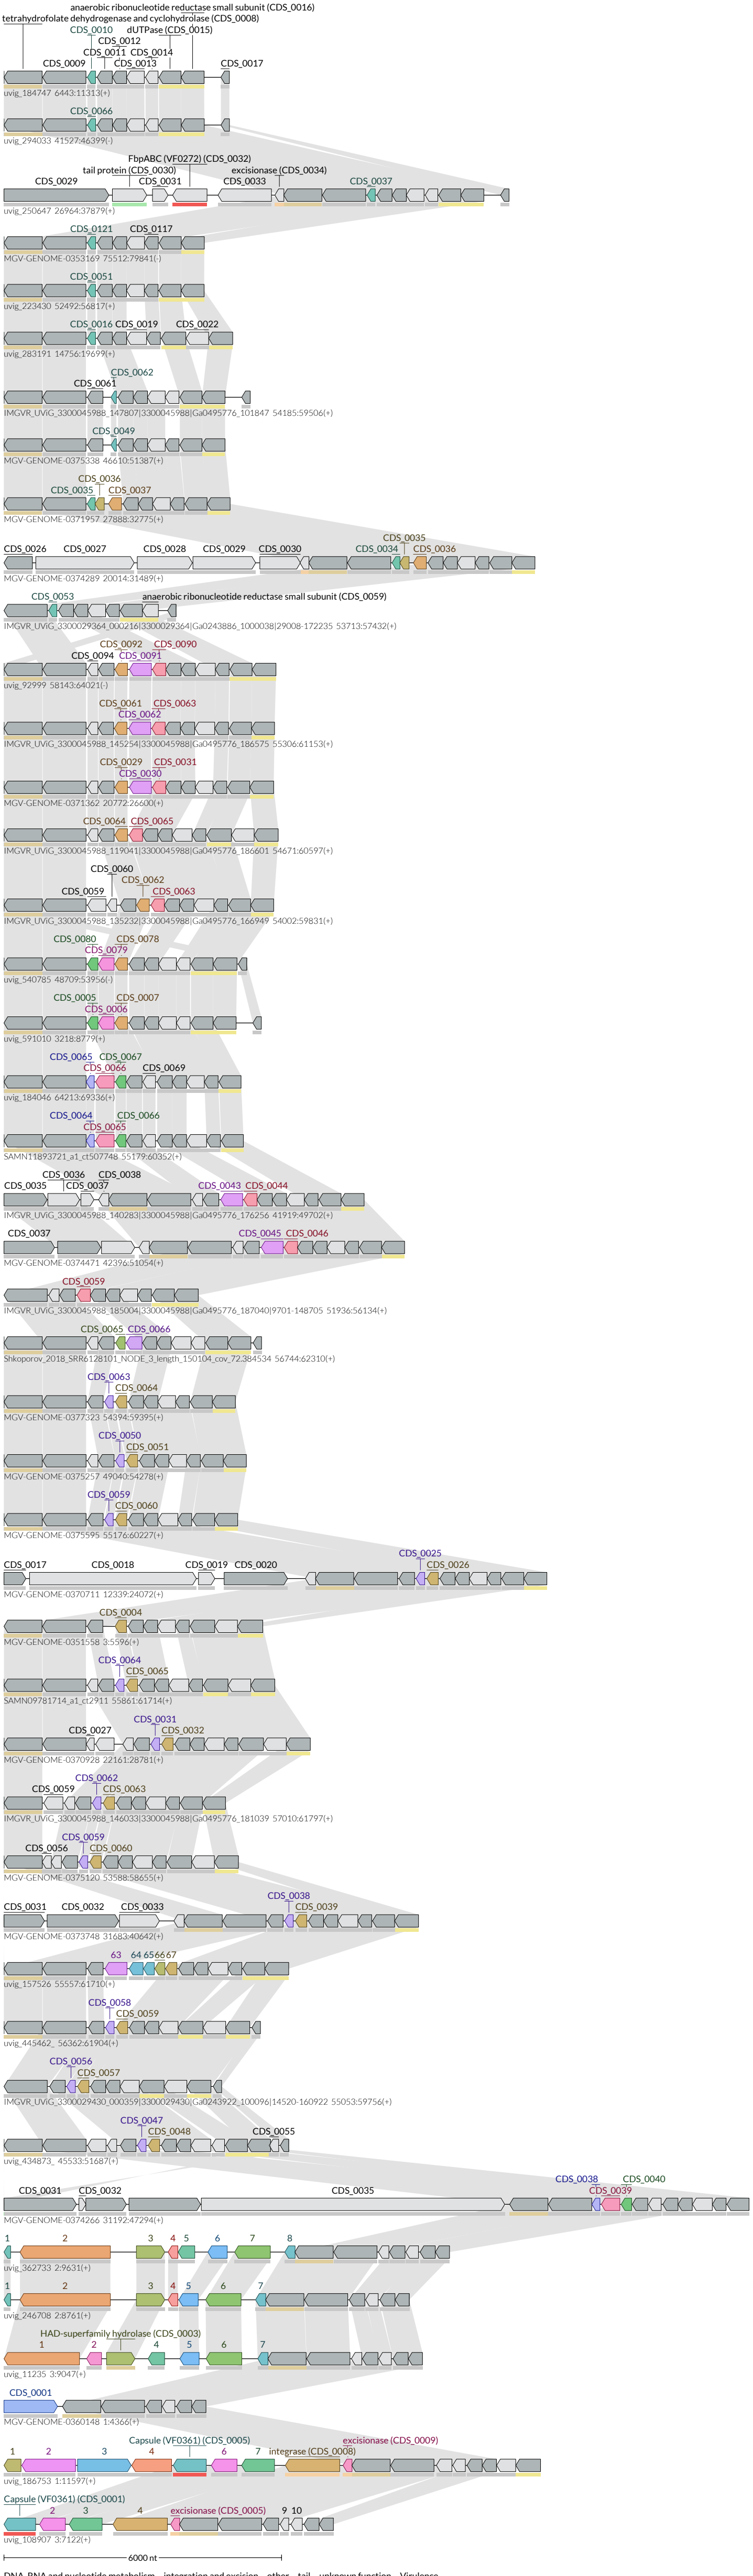 anaerobic ribonucleotide reductase small subunit (CDS_0016)
tetrahydrofolate dehydrogenase and cyclohydrolase (CDS_0008)
CDS_0010 dUTPase (CDS_0015)
CDS_0012
CDS_0011 CDS_0014
CDS_0009 CDS_0013 CDS_0017
uvig_184747 6443:11313(+)
CDS_0066
uvig_294033 41527:46399(-)
FbpABC (VF0272) (CDS_0032)
tail protein (CDS_0030) excisionase (CDS_0034)
CDS_0029 CDS_0031 CDS_0033 CDS_0037
uvig_250647 26964:37879(+)
CDS_0121 CDS_0117
MGV-GENOME-0353169 75512:79841(-)
CDS_0051
uvig_223430 52492:56817(+)
CDS_0016 CDS_0019 CDS_0022
uvig_283191 14756:19699(+)
CDS_0062
CDS_0061
IMGVR_UViG_3300045988_147807|3300045988|Ga0495776_101847 54185:59506(+)
CDS_0049
MGV-GENOME-0375338 46610:51387(+)
CDS_0036
CDS_0035 CDS_0037
MGV-GENOME-0371957 27888:32775(+)
CDS_0035
CDS_0026 CDS_0027 CDS_0028 CDS_0029 CDS_0030 CDS_0034 CDS_0036
MGV-GENOME-0374289 20014:31489(+)
CDS_0053 anaerobic ribonucleotide reductase small subunit (CDS_0059)
IMGVR_UViG_3300029364_000216|3300029364|Ga0243886_1000038|29008-172235 53713:57432(+)
CDS_0092 CDS_0090
CDS_0094 CDS_0091
uvig_92999 58143:64021(-)
CDS_0061 CDS_0063
CDS_0062
IMGVR_UViG_3300045988_145254|3300045988|Ga0495776_186575 55306:61153(+)
CDS_0029 CDS_0031
CDS_0030
MGV-GENOME-0371362 20772:26600(+)
CDS_0064 CDS_0065
IMGVR_UViG_3300045988_119041|3300045988|Ga0495776_186601 54671:60597(+)
CDS_0060
CDS_0062
CDS_0059 CDS_0063
IMGVR_UViG_3300045988_135232|3300045988|Ga0495776_166949 54002:59831(+)
CDS_0080 CDS_0078
CDS_0079
uvig_540785 48709:53956(-)
CDS_0005 CDS_0007
CDS_0006
uvig_591010 3218:8779(+)
CDS_0065 CDS_0067
CDS_0066 CDS_0069
uvig_184046 64213:69336(+)
CDS_0064 CDS_0066
CDS_0065
SAMN11893721_a1_ct507748 55179:60352(+)
CDS_0036 CDS_0038
CDS_0035 CDS_0037 CDS_0043 CDS_0044
IMGVR_UViG_3300045988_140283|3300045988|Ga0495776_176256 41919:49702(+)
CDS_0037 CDS_0045 CDS_0046
MGV-GENOME-0374471 42396:51054(+)
CDS_0059
IMGVR_UViG_3300045988_185004|3300045988|Ga0495776_187040|9701-148705 51936:56134(+)
CDS_0065 CDS_0066
Shkoporov_2018_SRR6128101_NODE_3_length_150104_cov_72.384534 56744:62310(+)
CDS_0063
CDS_0064
MGV-GENOME-0377323 54394:59395(+)
CDS_0050
CDS_0051
MGV-GENOME-0375257 49040:54278(+)
CDS_0059
CDS_0060
MGV-GENOME-0375595 55176:60227(+)
CDS_0025
CDS_0017 CDS_0018 CDS_0019 CDS_0020 CDS_0026
MGV-GENOME-0370711 12339:24072(+)
CDS_0004
MGV-GENOME-0351558 3:5596(+)
CDS_0064
CDS_0065
SAMN09781714_a1_ct2911 55861:61714(+)
CDS_0031
CDS_0027 CDS_0032
MGV-GENOME-0370928 22161:28781(+)
CDS_0062
CDS_0059 CDS_0063
IMGVR_UViG_3300045988_146033|3300045988|Ga0495776_181039 57010:61797(+)
CDS_0059
CDS_0056 CDS_0060
MGV-GENOME-0375120 53588:58655(+)
CDS_0038
CDS_0031 CDS_0032 CDS_0033 CDS_0039
MGV-GENOME-0373748 31683:40642(+)
63 64 65 66 67
uvig_157526 55557:61710(+)
CDS_0058
CDS_0059
uvig_445462_ 56362:61904(+)
CDS_0056
CDS_0057
IMGVR_UViG_3300029430_000359|3300029430|Ga0243922_100096|14520-160922 55053:59756(+)
CDS_0047
CDS_0048 CDS_0055
uvig_434873_ 45533:51687(+)
CDS_0038 CDS_0040
CDS_0031 CDS_0032 CDS_0035 CDS_0039
MGV-GENOME-0374266 31192:47294(+)
1 2 3 4 5 6 7 8
uvig_362733 2:9631(+)
1 2 3 4 5 6 7
uvig_246708 2:8761(+)
HAD-superfamily hydrolase (CDS_0003)
1 2 4 5 6 7
uvig_11235 3:9047(+)
CDS_0001
MGV-GENOME-0360148 1:4366(+)
Capsule (VF0361) (CDS_0005) excisionase (CDS_0009)
1 2 3 4 6 7 integrase (CDS_0008)
uvig_186753 1:11597(+)
Capsule (VF0361) (CDS_0001)
2 3 4 excisionase (CDS_0005) 9 10
uvig_108907 3:7122(+)
6000 nt